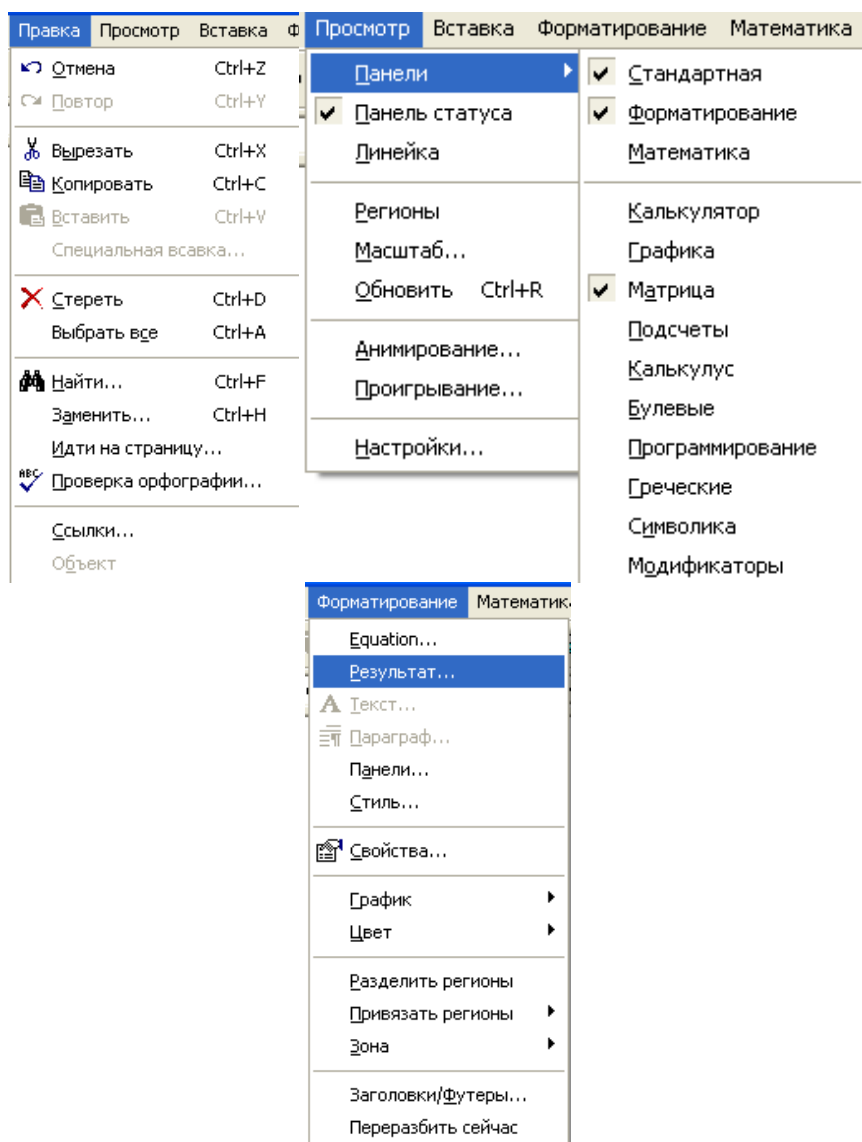 Правка Просмотр Вставка Ф
Отмена Ctrl+Z
Повтор Ctrl+Y
Вырезать Ctrl+X
Копировать Ctrl+C
Вставить Ctrl+V
Специальная всавка...
Стереть Ctrl+D
Выбрать все Ctrl+A
Найти... Ctrl+F
Заменить... Ctrl+H
Идти на страницу...
ABC Проверка орфографии...
Ссылки...
Объект
Просмотр Вставка Форматирование Математика
Панели
Панель статуса
Линейка
Регионы
Масштаб...
Обновить Ctrl+R
Анимирование...
Проигрывание...
Настройки...
Стандартная
Форматирование
Математика
Калькулятор
Графика
Матрица
Подсчеты
Калькулус
Булевые
Программирование
Греческие
Символика
Модификаторы
Форматирование Математик
Equation...
Результат...
A Текст...
Параграф...
Панели...
Стиль...
Свойства...
График
Цвет
Разделить регионы
Привязать регионы
Зона
Заголовки/Футеры...
Переразбить сейчас